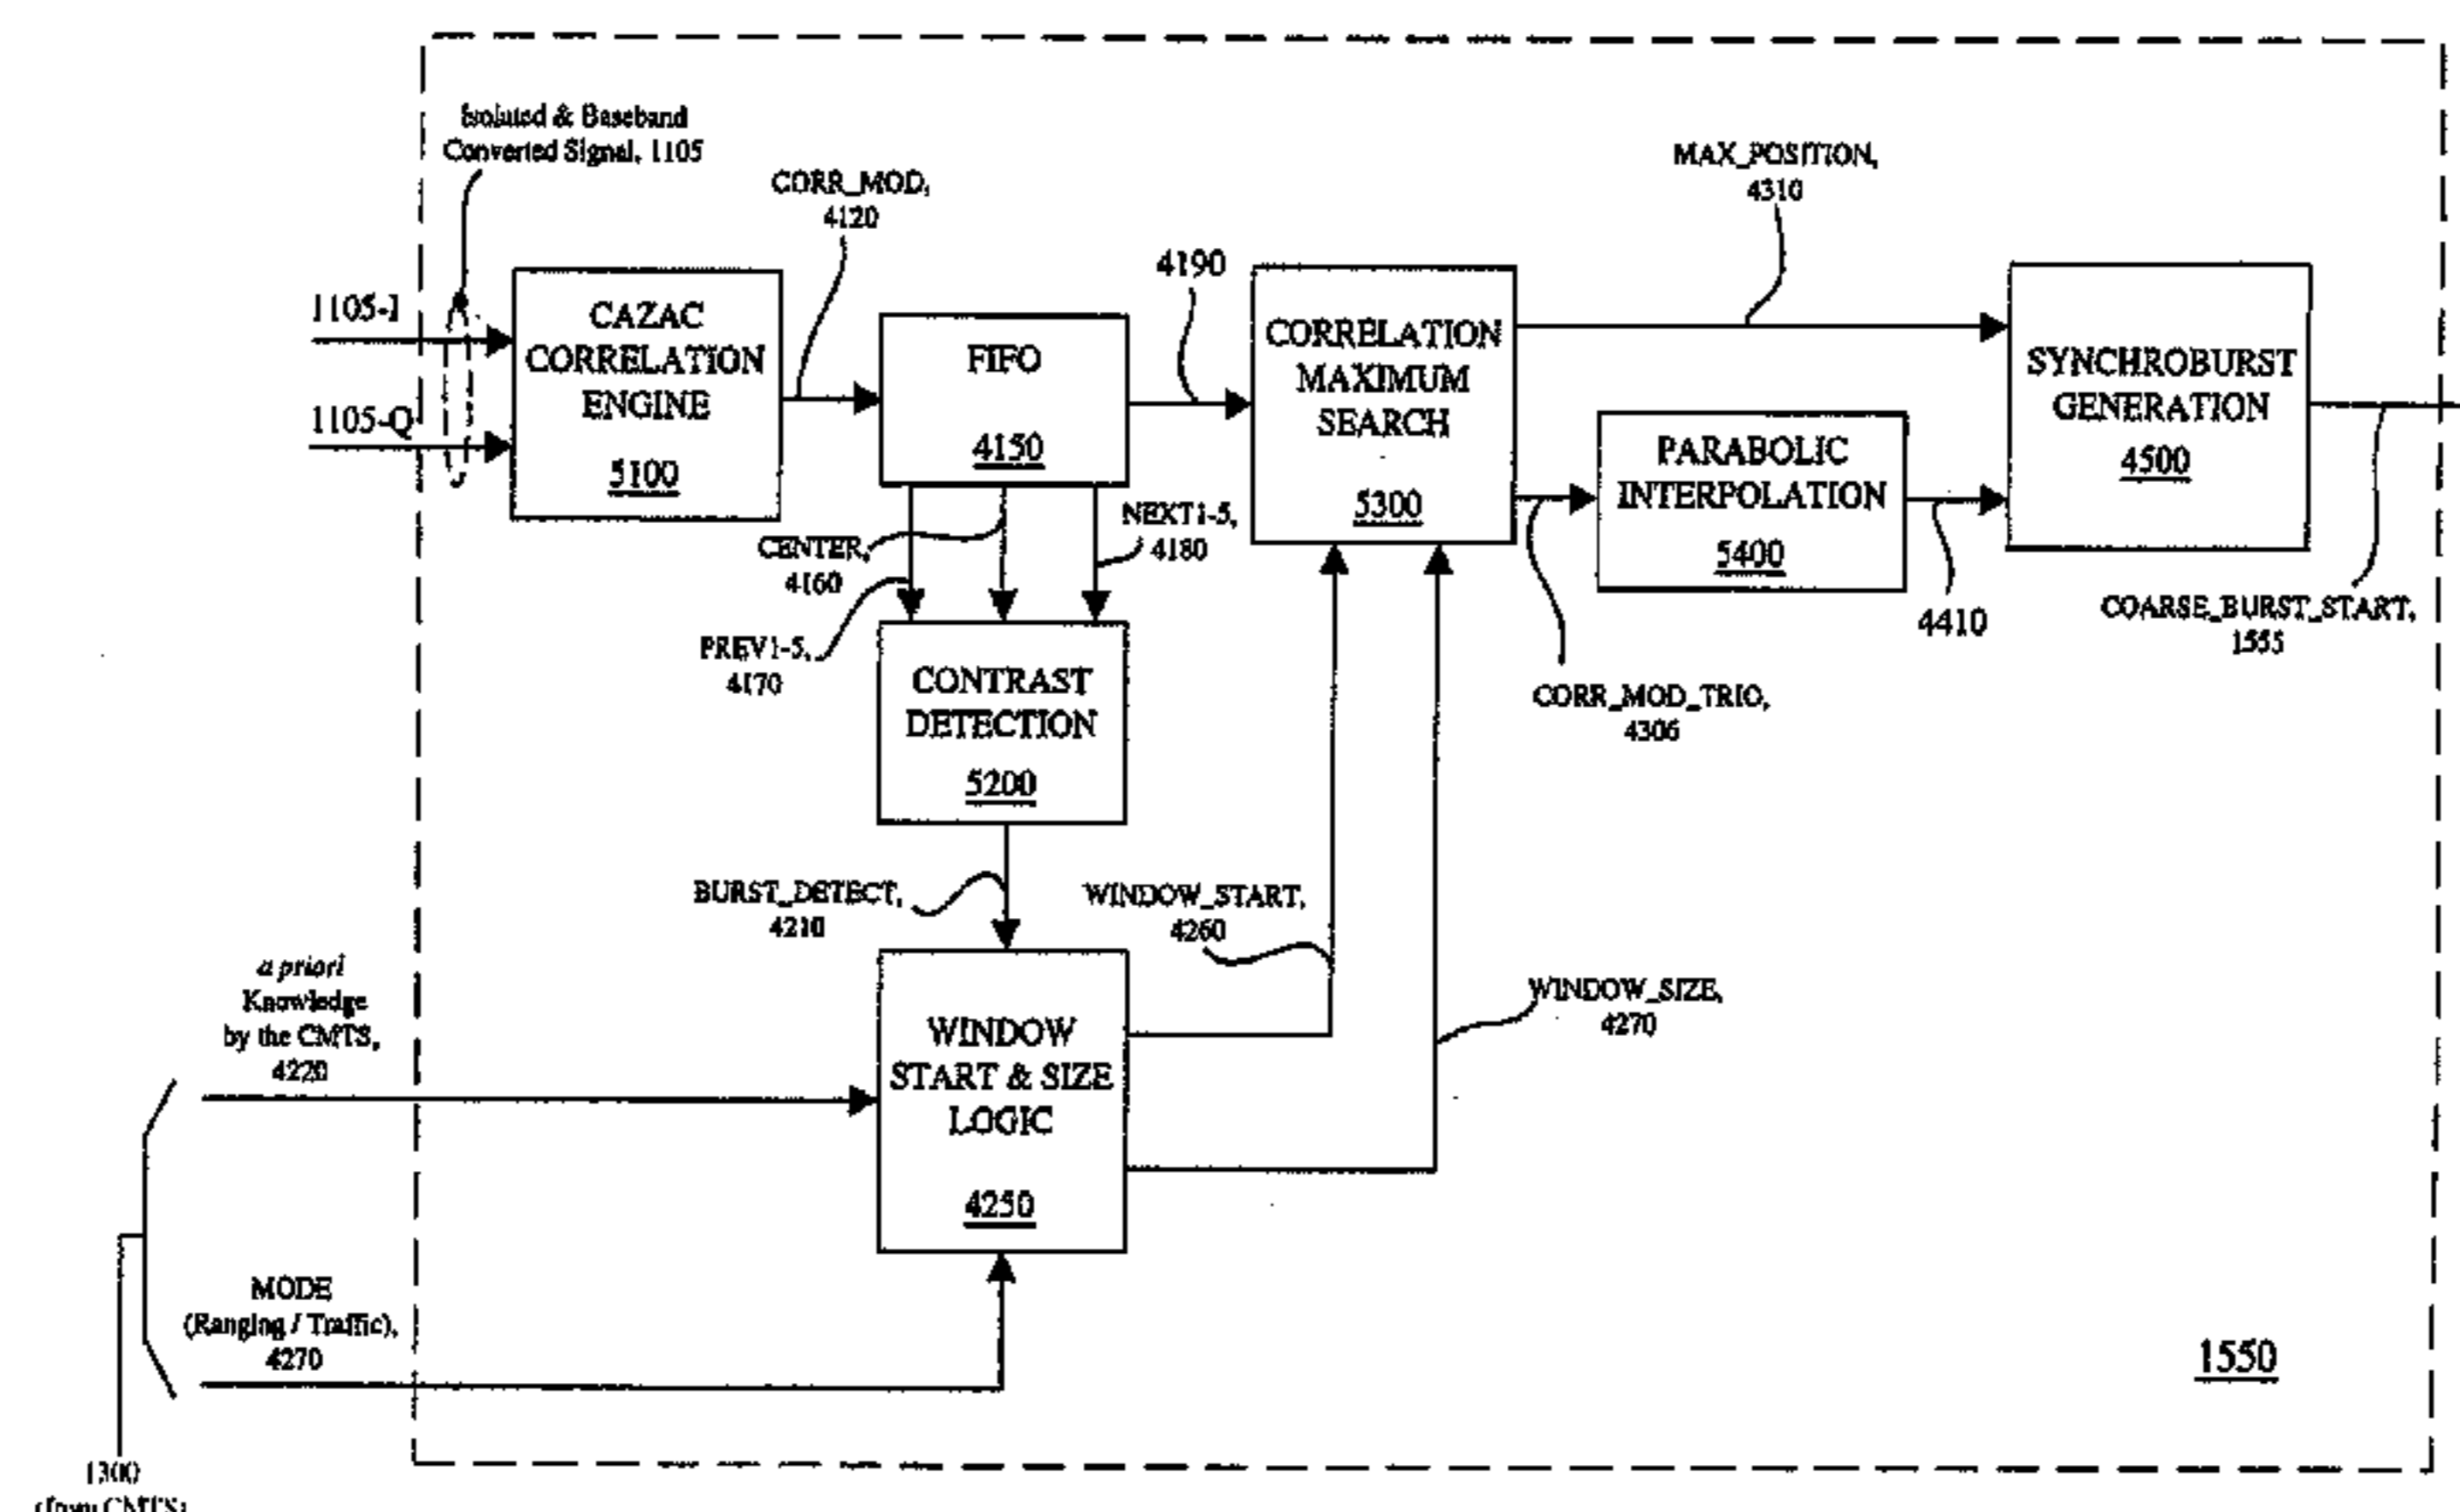 Isolated & Baseband
Converted Signal, 1105
CORR_MOD,
4120
MAX_POSITION,
4310
1105-I
1105-Q
CAZAC
CORRELATION
ENGINE
5100
FIFO
4150
4190
CORRELATION
MAXIMUM
SEARCH
5300
PARABOLIC
INTERPOLATION
5400
SYNCHROBURST
GENERATION
4500
CENTER,
4160
NEXT1-5,
4180
PREV1-5,
4170
CONTRAST
DETECTION
5200
4410
COARSE_BURST_START,
1555
CORR_MOD_TRIO,
4306
BURST_DETECT,
4210
WINDOW_START,
4260
WINDOW_SIZE,
4270
a priori
Knowledge
by the CMTS,
4220
WINDOW
START & SIZE
LOGIC
4250
MODE
(Ranging / Traffic),
4270
1550
1300
(from CMTS)